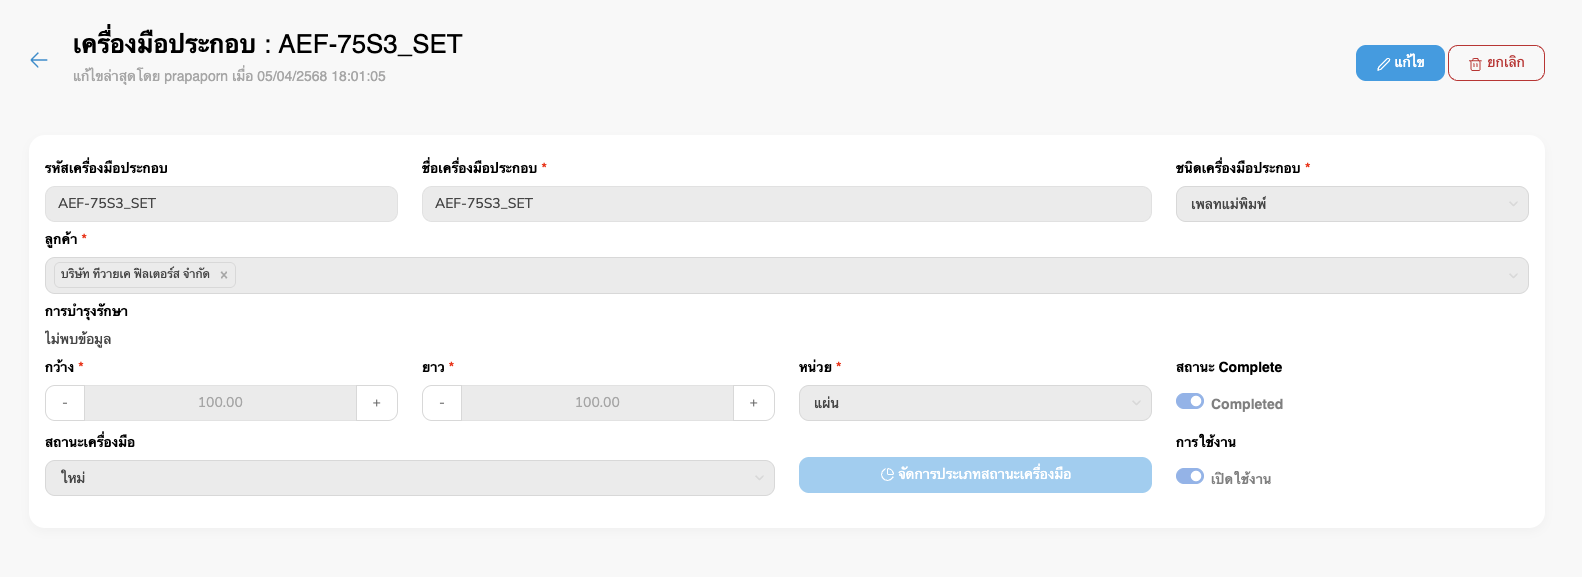 เครื่องมือประกอบ : AEF-75S3_SET
แก้ไขล่าสุดโดย prapaporn เมื่อ 05/04/2568 18:01:05
แก้ไข ยกเลิก
รหัสเครื่องมือประกอบ ชื่อเครื่องมือประกอบ * ชนิดเครื่องมือประกอบ *
AEF-75S3_SET AEF-75S3_SET เพลทแม่พิมพ์
ลูกค้า *
บริษัท ทีวายเค ฟิลเตอร์ส จำกัด ×
การบำรุงรักษา
ไม่พบข้อมูล
กว้าง * ยาว * หน่วย * สถานะ Complete
- 100.00 + - 100.00 + แผ่น Completed
สถานะเครื่องมือ การใช้งาน
ใหม่ จัดการประเภทสถานะเครื่องมือ เปิดใช้งาน